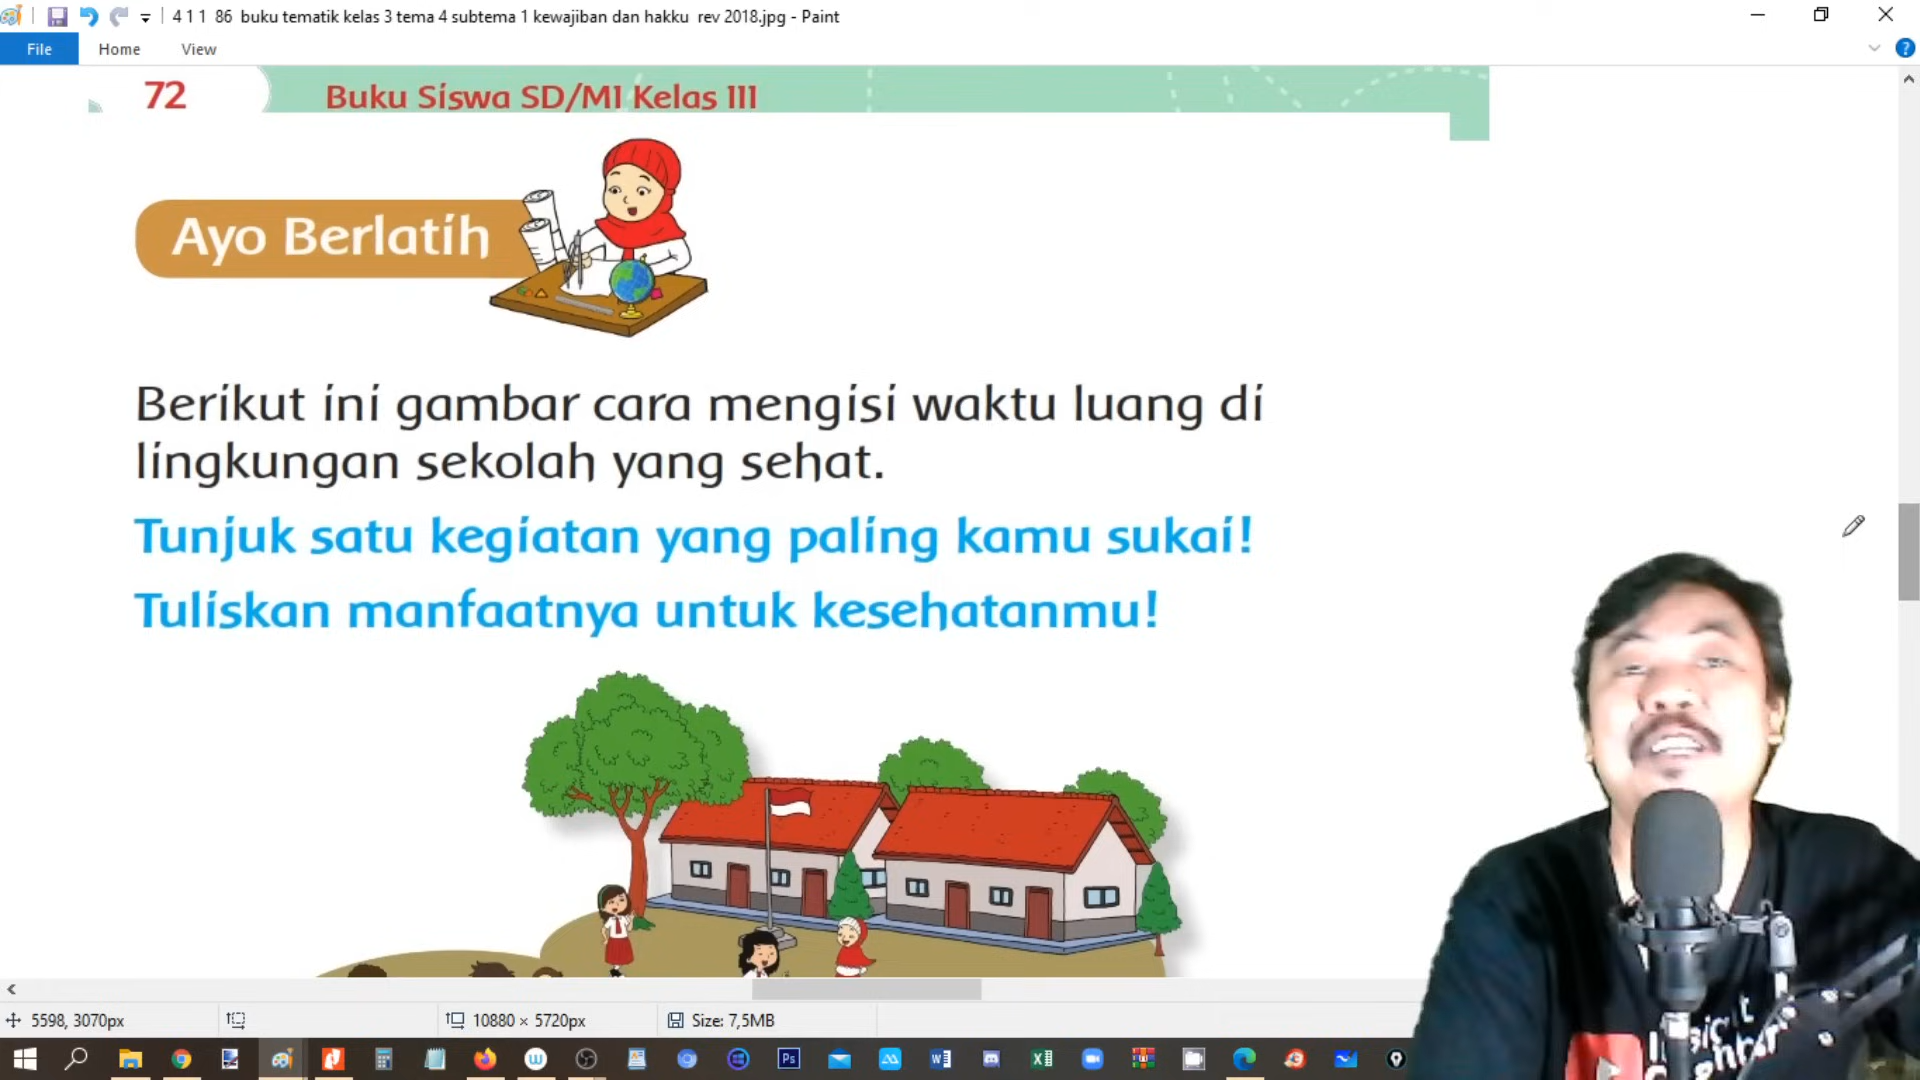 4 1 1 86 buku tematik kelas 3 tema 4 subtema 1 kewajiban dan hakku rev 2018.jpg - Paint
File Home View
72 Buku Siswa SD/MI Kelas III
Ayo Berlatih
Berikut ini gambar cara mengisi waktu luang di
lingkungan sekolah yang sehat.
Tunjuk satu kegiatan yang paling kamu sukai!
Tuliskan manfaatnya untuk kesehatanmu!
5598, 3070px 10880 × 5720px Size: 7,5MB
Ps